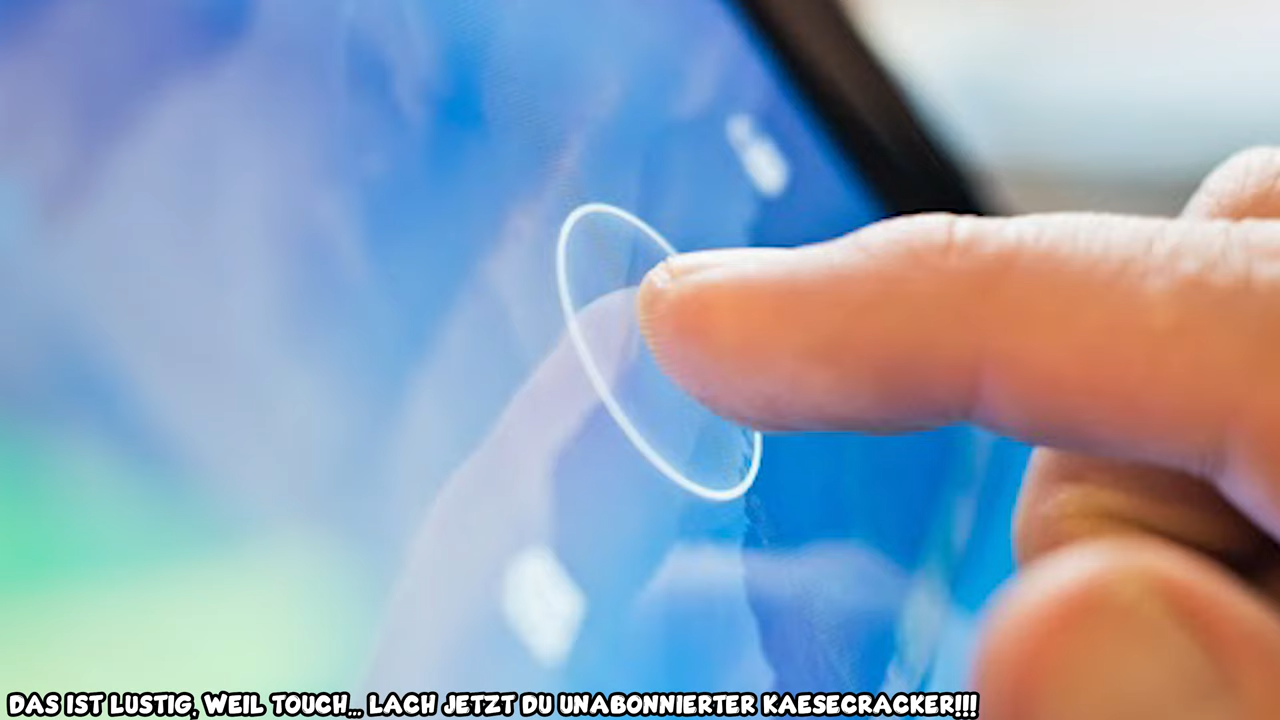 DAS IST LUSTIG, WEIL TOUCH... LACH JETZT DU UNABONNIERTER KAESECRACKER!!!